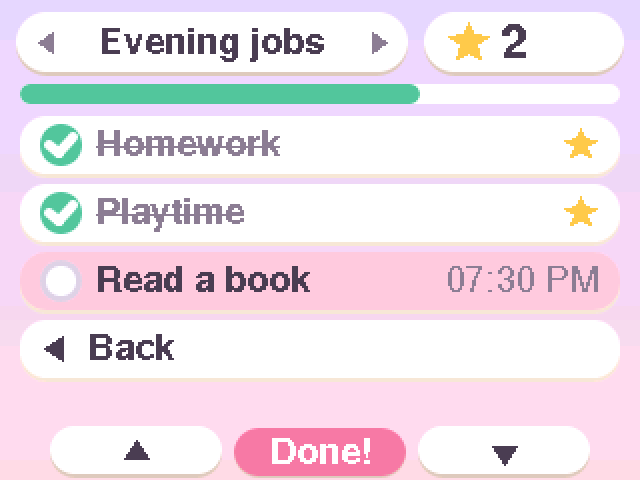 Evening jobs
2
Homework
Playtime
Read a book 07:30 PM
Back
Done!